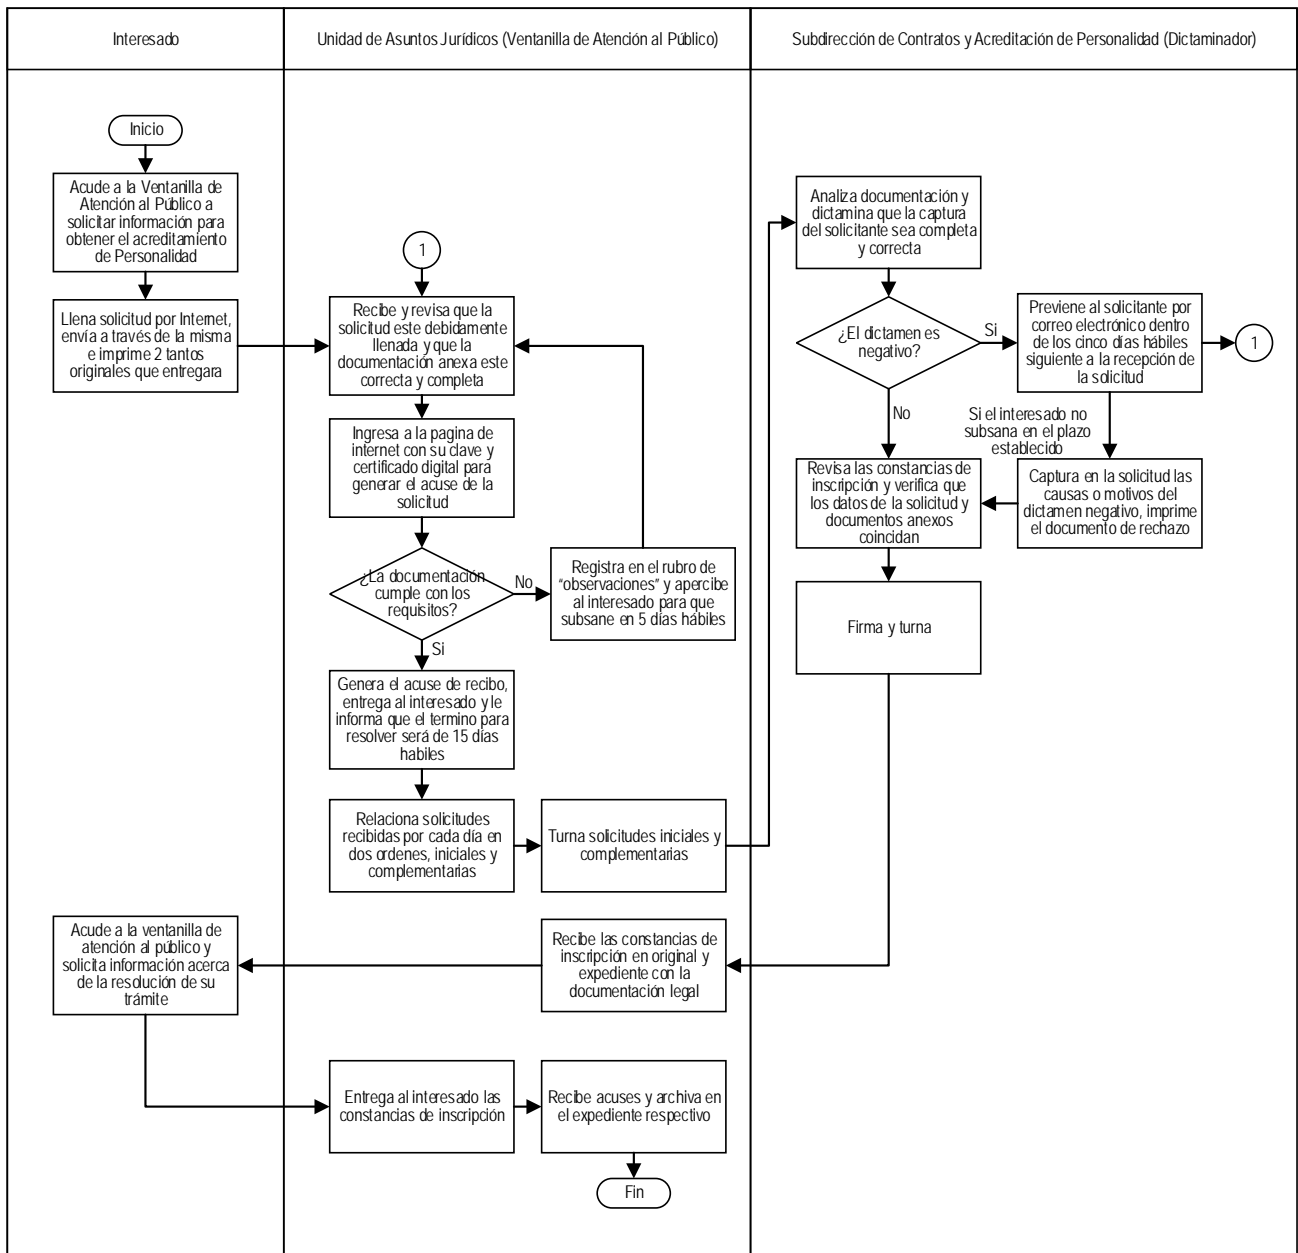 Interesado
Unidad de Asuntos Jurídicos (Ventanilla de Atención al Público)
Subdirección de Contratos y Acreditación de Personalidad (Dictaminador)
Inicio
Acude a la Ventanilla de
Atención al Público a
solicitar información para
obtener el acreditamiento
de Personalidad
Llena solicitud por Internet,
envía a través de la misma
e imprime 2 tantos
originales que entregara
1
Recibe y revisa que la
solicitud este debidamente
llenada y que la
documentación anexa este
correcta y completa
Ingresa a la pagina de
internet con su clave y
certificado digital para
generar el acuse de la
solicitud
¿La documentación
cumple con los
requisitos?
No
Registra en el rubro de
“observaciones” y apercibe
al interesado para que
subsane en 5 días hábiles
Si
Genera el acuse de recibo,
entrega al interesado y le
informa que el termino para
resolver será de 15 días
habiles
Relaciona solicitudes
recibidas por cada día en
dos ordenes, iniciales y
complementarias
Turna solicitudes iniciales y
complementarias
Analiza documentación y
dictamina que la captura
del solicitante sea completa
y correcta
¿El dictamen es
negativo?
Si
Previene al solicitante por
correo electrónico dentro
de los cinco días hábiles
siguiente a la recepción de
la solicitud
1
No
Si el interesado no
subsana en el plazo
establecido
Captura en la solicitud las
causas o motivos del
dictamen negativo, imprime
el documento de rechazo
Revisa las constancias de
inscripción y verifica que
los datos de la solicitud y
documentos anexos
coincidan
Firma y turna
Recibe las constancias de
inscripción en original y
expediente con la
documentación legal
Acude a la ventanilla de
atención al público y
solicita información acerca
de la resolución de su
trámite
Entrega al interesado las
constancias de inscripción
Recibe acuses y archiva en
el expediente respectivo
Fin